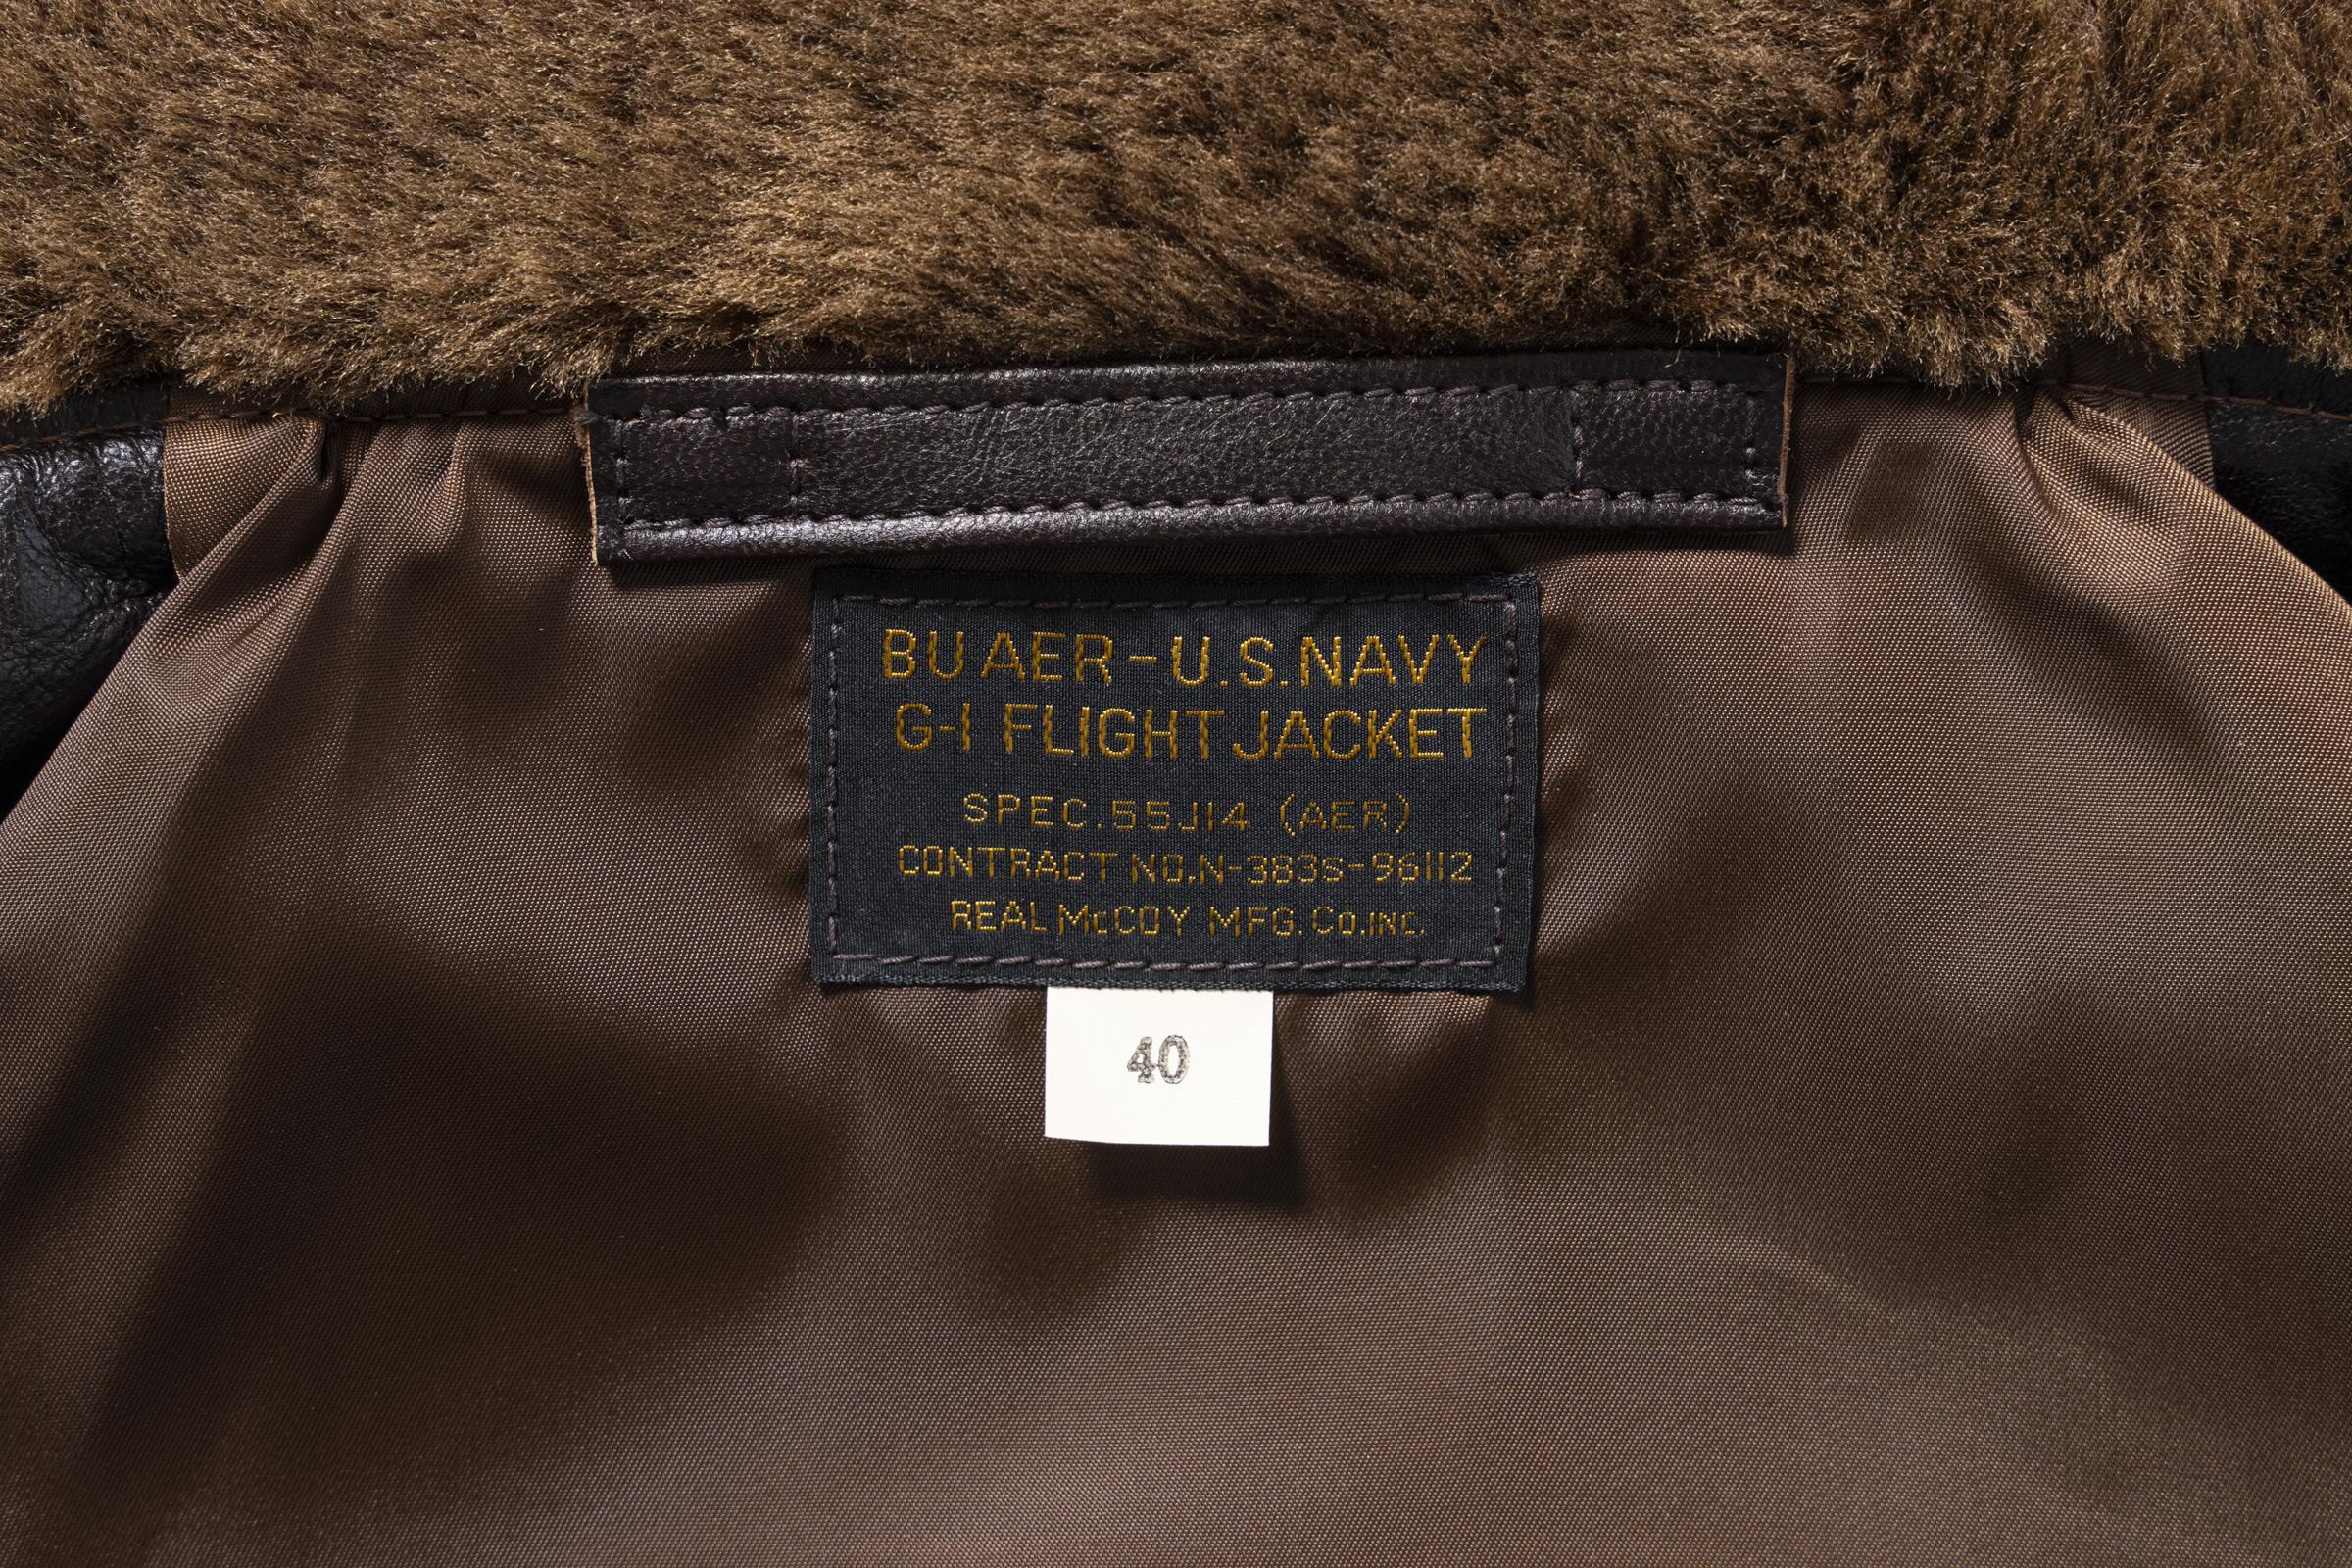 BU AER-U.S.NAVY
G-1 FLIGHT JACKET
SPEC.55J14 (AER)
CONTRACT NO.N-383s-96112
REAL McCOY MFG. Co.INC.
40